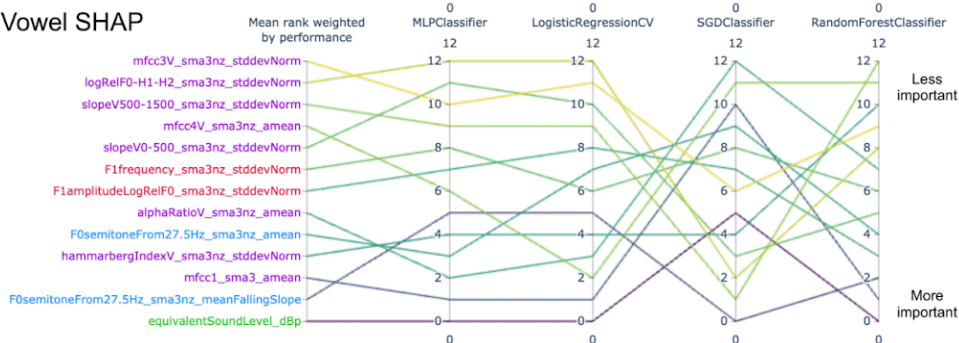 Vowel SHAP
Mean rank weighted
by performance
0
MLPClassifier
12
0
LogisticRegressionCV
12
0
SGDClassifier
12
0
RandomForestClassifier
12
mfcc3V_sma3nz_stddevNorm
logRelF0-H1-H2_sma3nz_stddevNorm
slopeV500-1500_sma3nz_stddevNorm
mfcc4V_sma3nz_amean
slopeV0-500_sma3nz_stddevNorm
F1frequency_sma3nz_stddevNorm
F1amplitudeLogRelF0_sma3nz_stddevNorm
alphaRatioV_sma3nz_amean
F0semitoneFrom27.5Hz_sma3nz_amean
hammarbergIndexV_sma3nz_stddevNorm
mfcc1_sma3_amean
F0semitoneFrom27.5Hz_sma3nz_meanFallingSlope
equivalentSoundLevel_dBp
12
10
8
6
4
2
0
0
12
10
8
6
4
2
0
0
12
10
8
6
4
2
0
0
12
10
8
6
4
2
0
0
Less
important
More
important